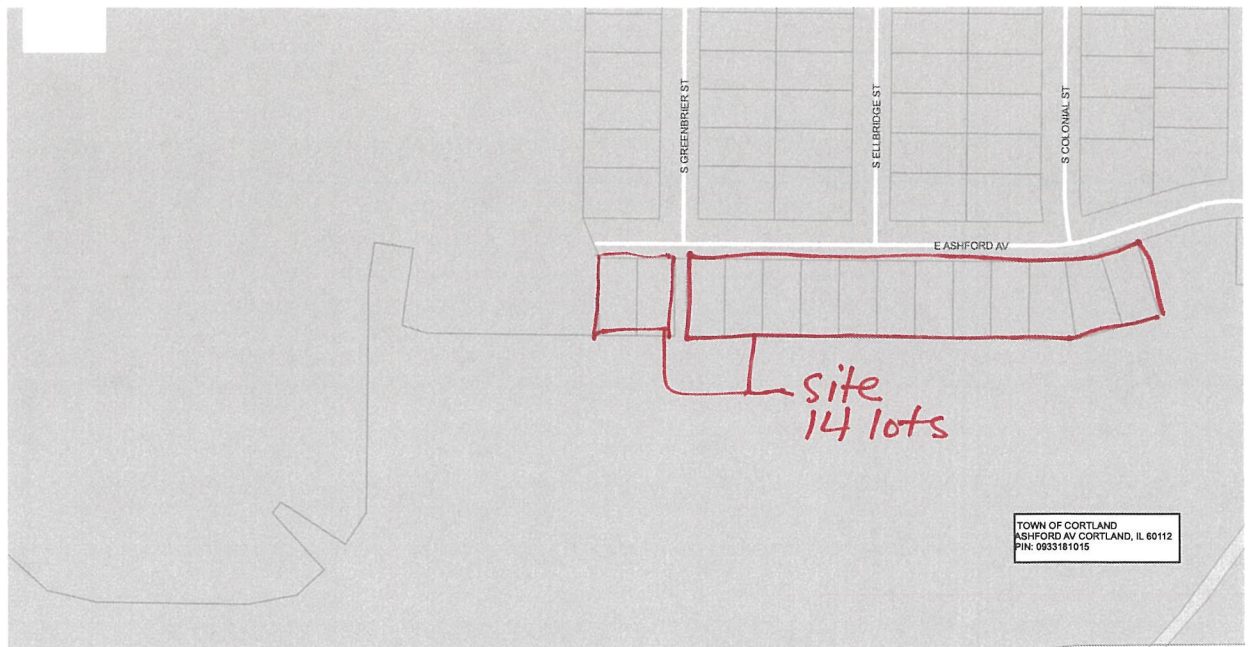 S GREENBRIER ST
S ELLBRIDGE ST
S COLONIAL ST
E ASHFORD AV
site
14 lots
TOWN OF CORTLAND
ASHFORD AV CORTLAND, IL 60112
PIN: 0933181015